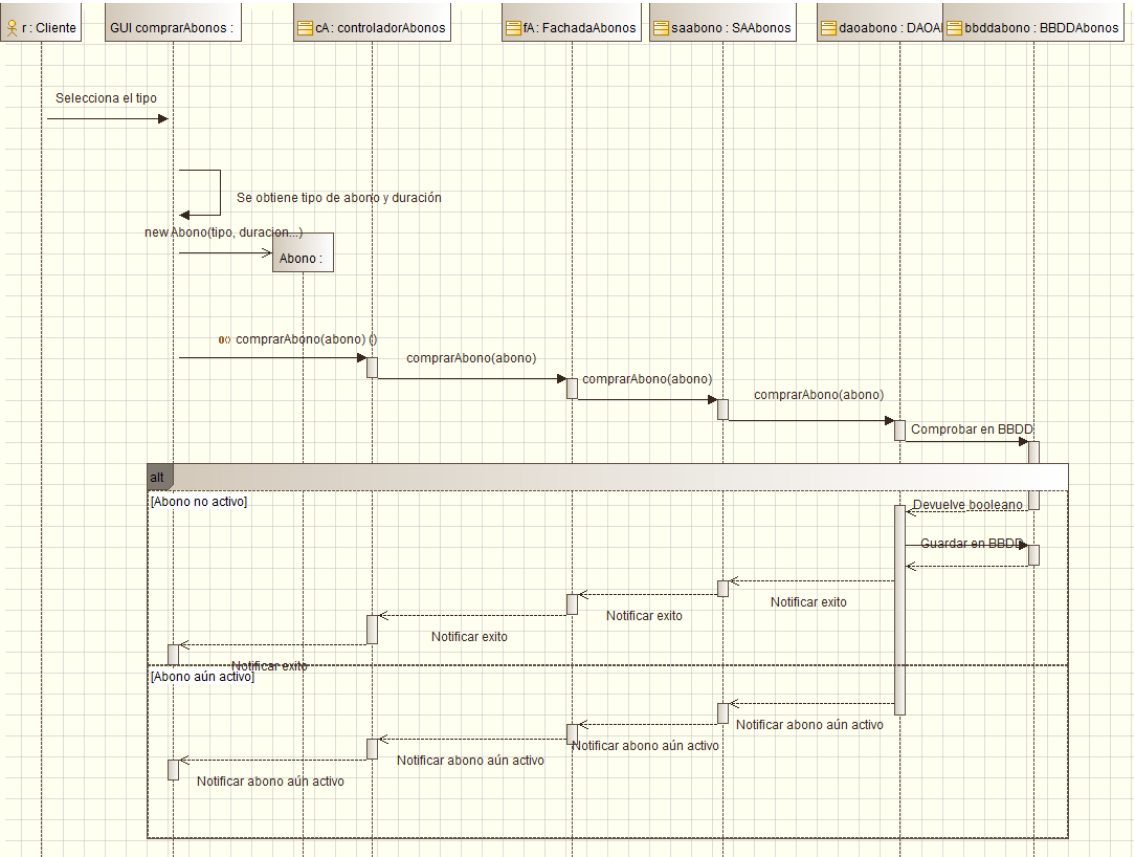 r : Cliente
GUI comprarAbonos :
cA: controladorAbonos
fA: FachadaAbonos
saabono : SAAbonos
daoabono : DAOA
bbddabono : BBDDAbonos
Selecciona el tipo
Se obtiene tipo de abono y duración
newAbono(tipo, duracion...)
Abono :
comprarAbono(abono) ()
comprarAbono(abono)
comprarAbono(abono)
comprarAbono(abono)
Comprobar en BBDD
alt
[Abono no activo]
Devuelve booleano
Guardar en BBDD
Notificar exito
Notificar exito
Notificar exito
Notificar exito
[Abono aún activo]
Notificar abono aún activo
Notificar abono aún activo
Notificar abono aún activo
Notificar abono aún activo